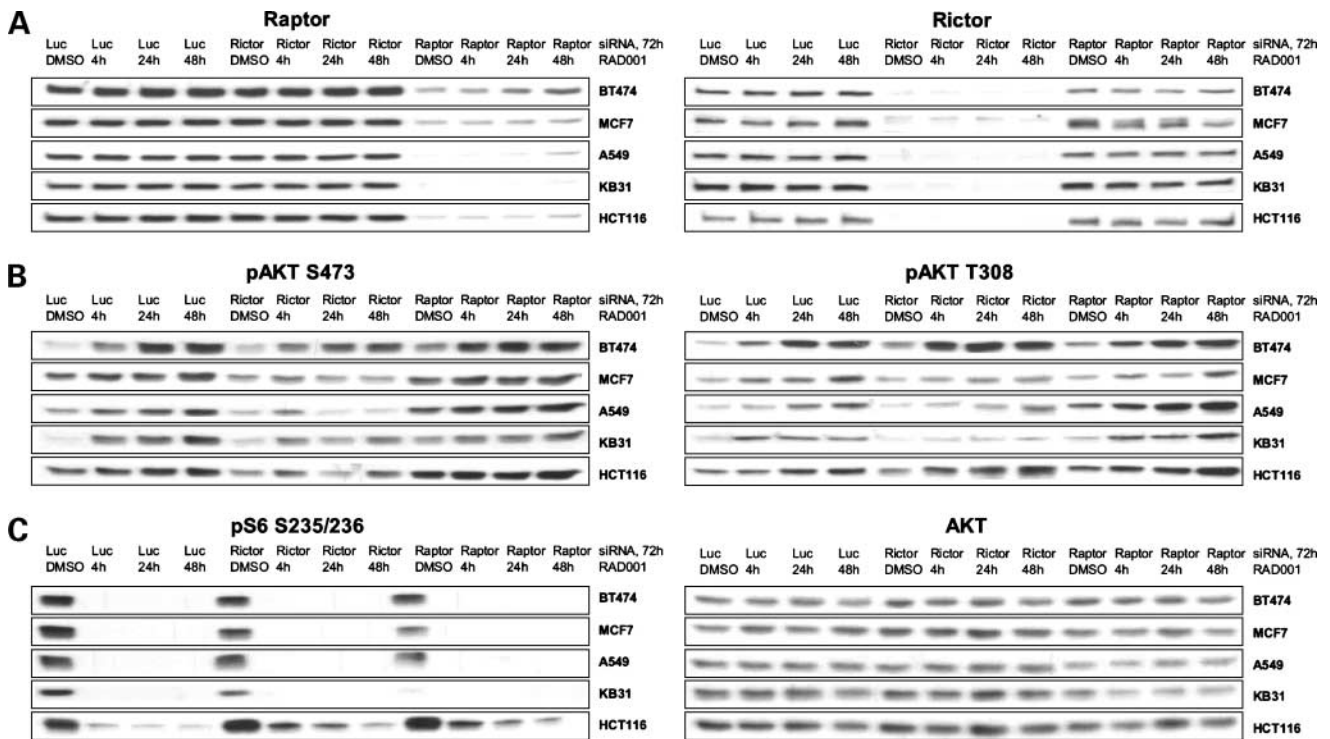 A
Raptor
Luc Luc Luc Luc Rictor Rictor Rictor Rictor Raptor Raptor Raptor Raptor siRNA, 72h
DMSO 4h 24h 48h DMSO 4h 24h 48h DMSO 4h 24h 48h RAD001
BT474
MCF7
A549
KB31
HCT116
Rictor
Luc Luc Luc Luc Rictor Rictor Rictor Rictor Raptor Raptor Raptor Raptor siRNA, 72h
DMSO 4h 24h 48h DMSO 4h 24h 48h DMSO 4h 24h 48h RAD001
BT474
MCF7
A549
KB31
HCT116
B
pAKT S473
Luc Luc Luc Luc Rictor Rictor Rictor Rictor Raptor Raptor Raptor Raptor siRNA, 72h
DMSO 4h 24h 48h DMSO 4h 24h 48h DMSO 4h 24h 48h RAD001
BT474
MCF7
A549
KB31
HCT116
pAKT T308
Luc Luc Luc Luc Rictor Rictor Rictor Rictor Raptor Raptor Raptor Raptor siRNA, 72h
DMSO 4h 24h 48h DMSO 4h 24h 48h DMSO 4h 24h 48h RAD001
BT474
MCF7
A549
KB31
HCT116
C
pS6 S235/236
Luc Luc Luc Luc Rictor Rictor Rictor Rictor Raptor Raptor Raptor Raptor siRNA, 72h
DMSO 4h 24h 48h DMSO 4h 24h 48h DMSO 4h 24h 48h RAD001
BT474
MCF7
A549
KB31
HCT116
AKT
Luc Luc Luc Luc Rictor Rictor Rictor Rictor Raptor Raptor Raptor Raptor siRNA, 72h
DMSO 4h 24h 48h DMSO 4h 24h 48h DMSO 4h 24h 48h RAD001
BT474
MCF7
A549
KB31
HCT116